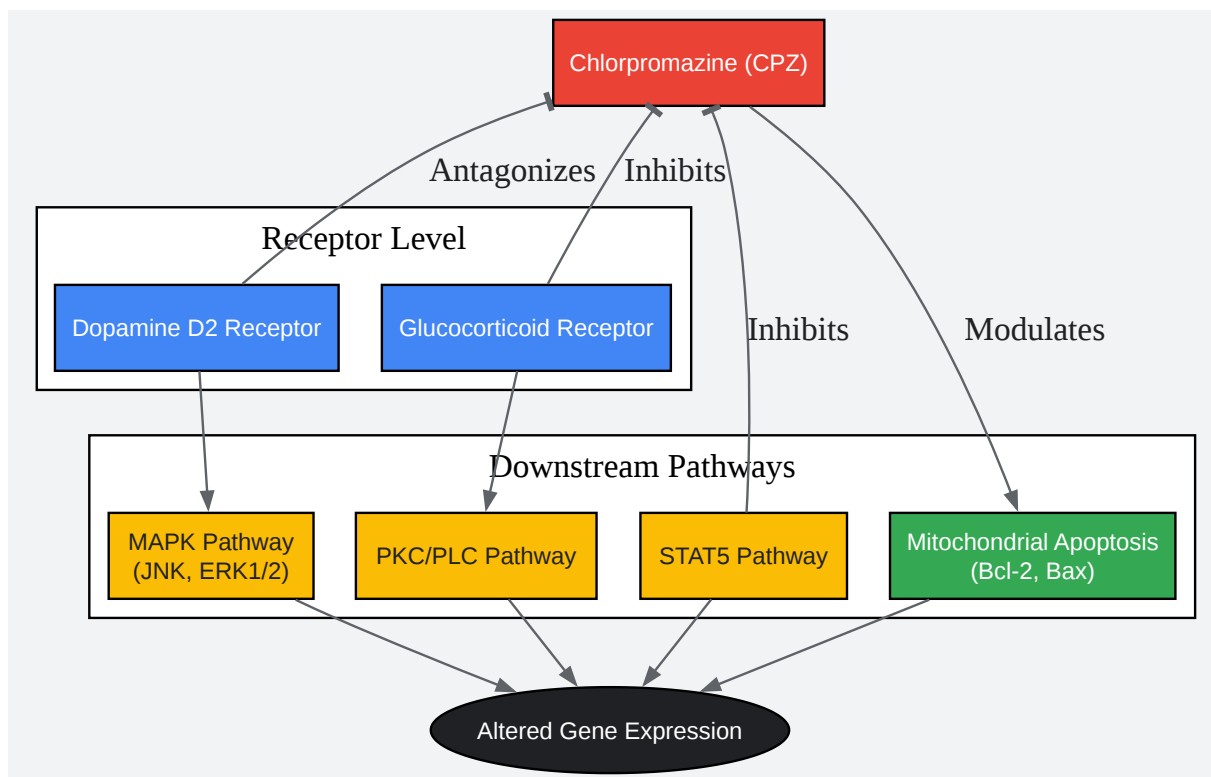 Chlorpromazine (CPZ)
Antagonizes
Inhibits
Receptor Level
Dopamine D2 Receptor
Glucocorticoid Receptor
Inhibits
Modulates
Downstream Pathways
MAPK Pathway
(JNK, ERK1/2)
PKC/PLC Pathway
STAT5 Pathway
Mitochondrial Apoptosis
(Bcl-2, Bax)
Altered Gene Expression